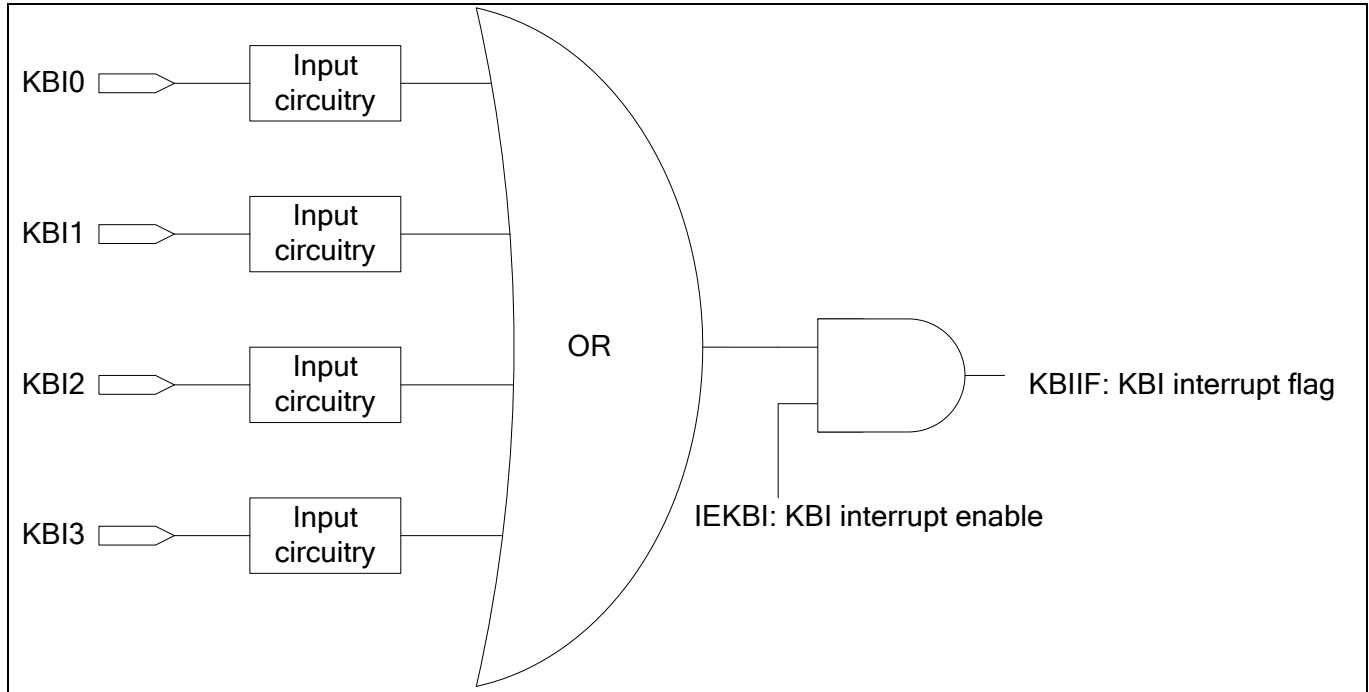 KBI0
Input
circuitry
KBI1
Input
circuitry
KBI2
Input
circuitry
KBI3
Input
circuitry
OR
KBIIF: KBI interrupt flag
IEKBI: KBI interrupt enable